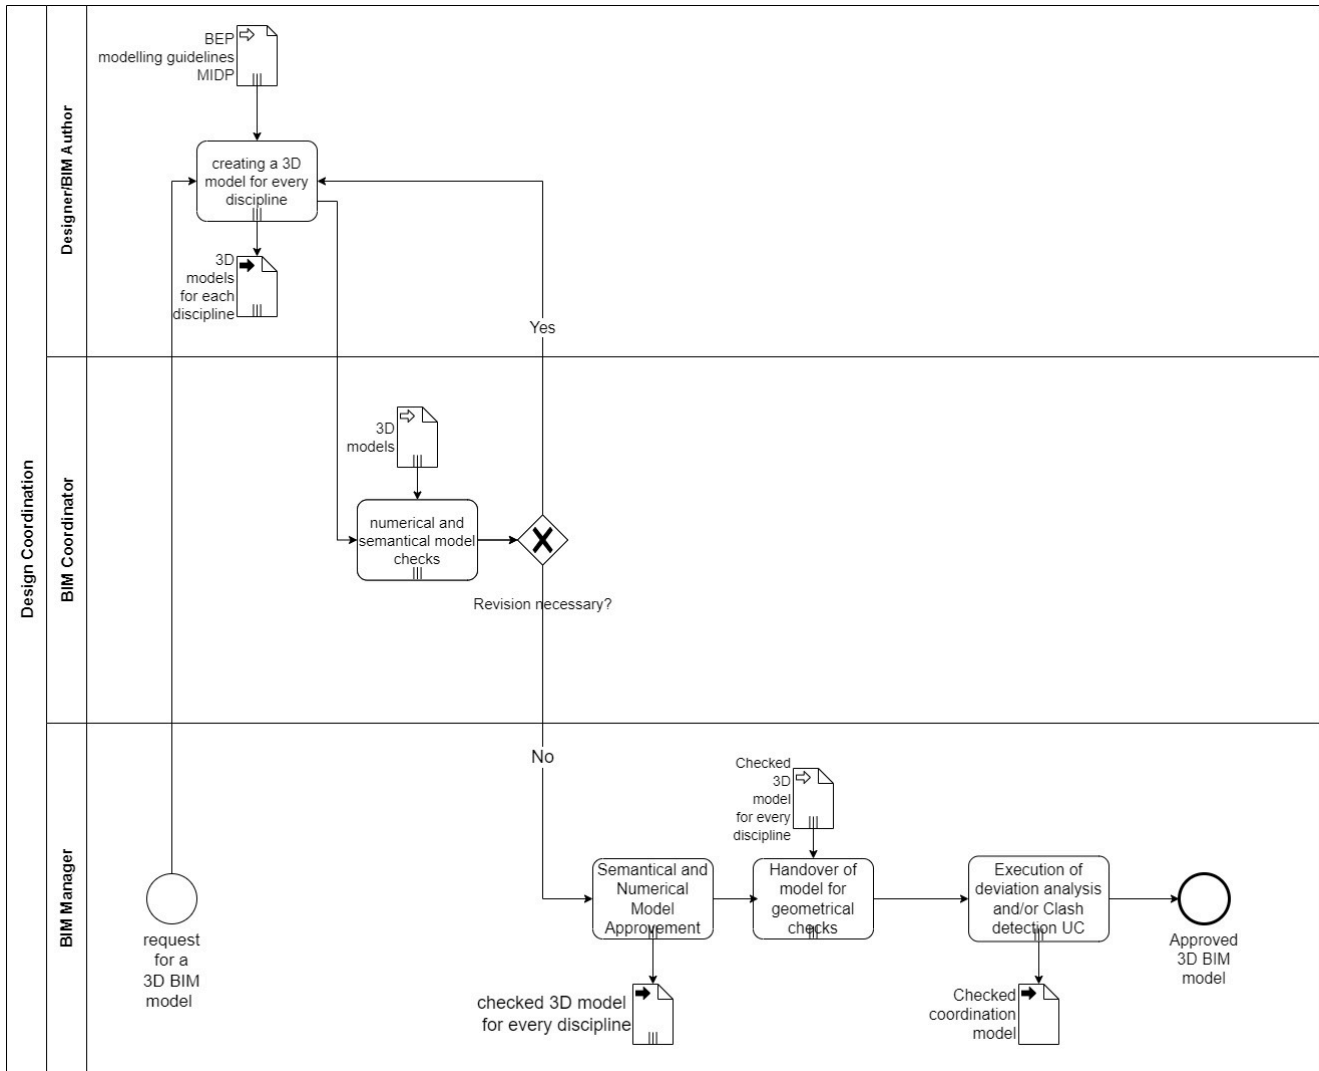 Design Coordination
Designer/BIM Author
BEP
modelling guidelines
MIDP
creating a 3D
model for every
discipline
3D
models
for each
discipline
Yes
BIM Coordinator
3D
models
numerical and
semantical model
checks
Revision necessary?
BIM Manager
No
request
for a
3D BIM
model
Semantical and
Numerical
Model
Approvement
checked 3D model
for every discipline
Checked
3D
model
for every
discipline
Handover of
model for
geometrical
checks
Execution of
deviation analysis
and/or Clash
detection UC
Checked
coordination
model
Approved
3D BIM
model